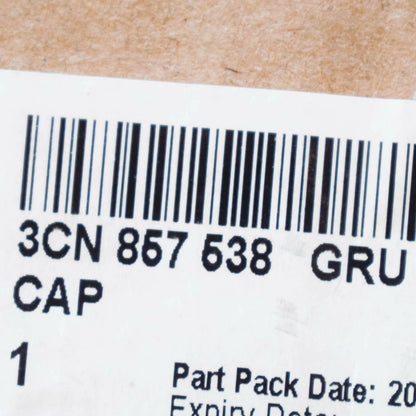 3CN 857 538 GRU
CAP
1
Part Pack Date: 20